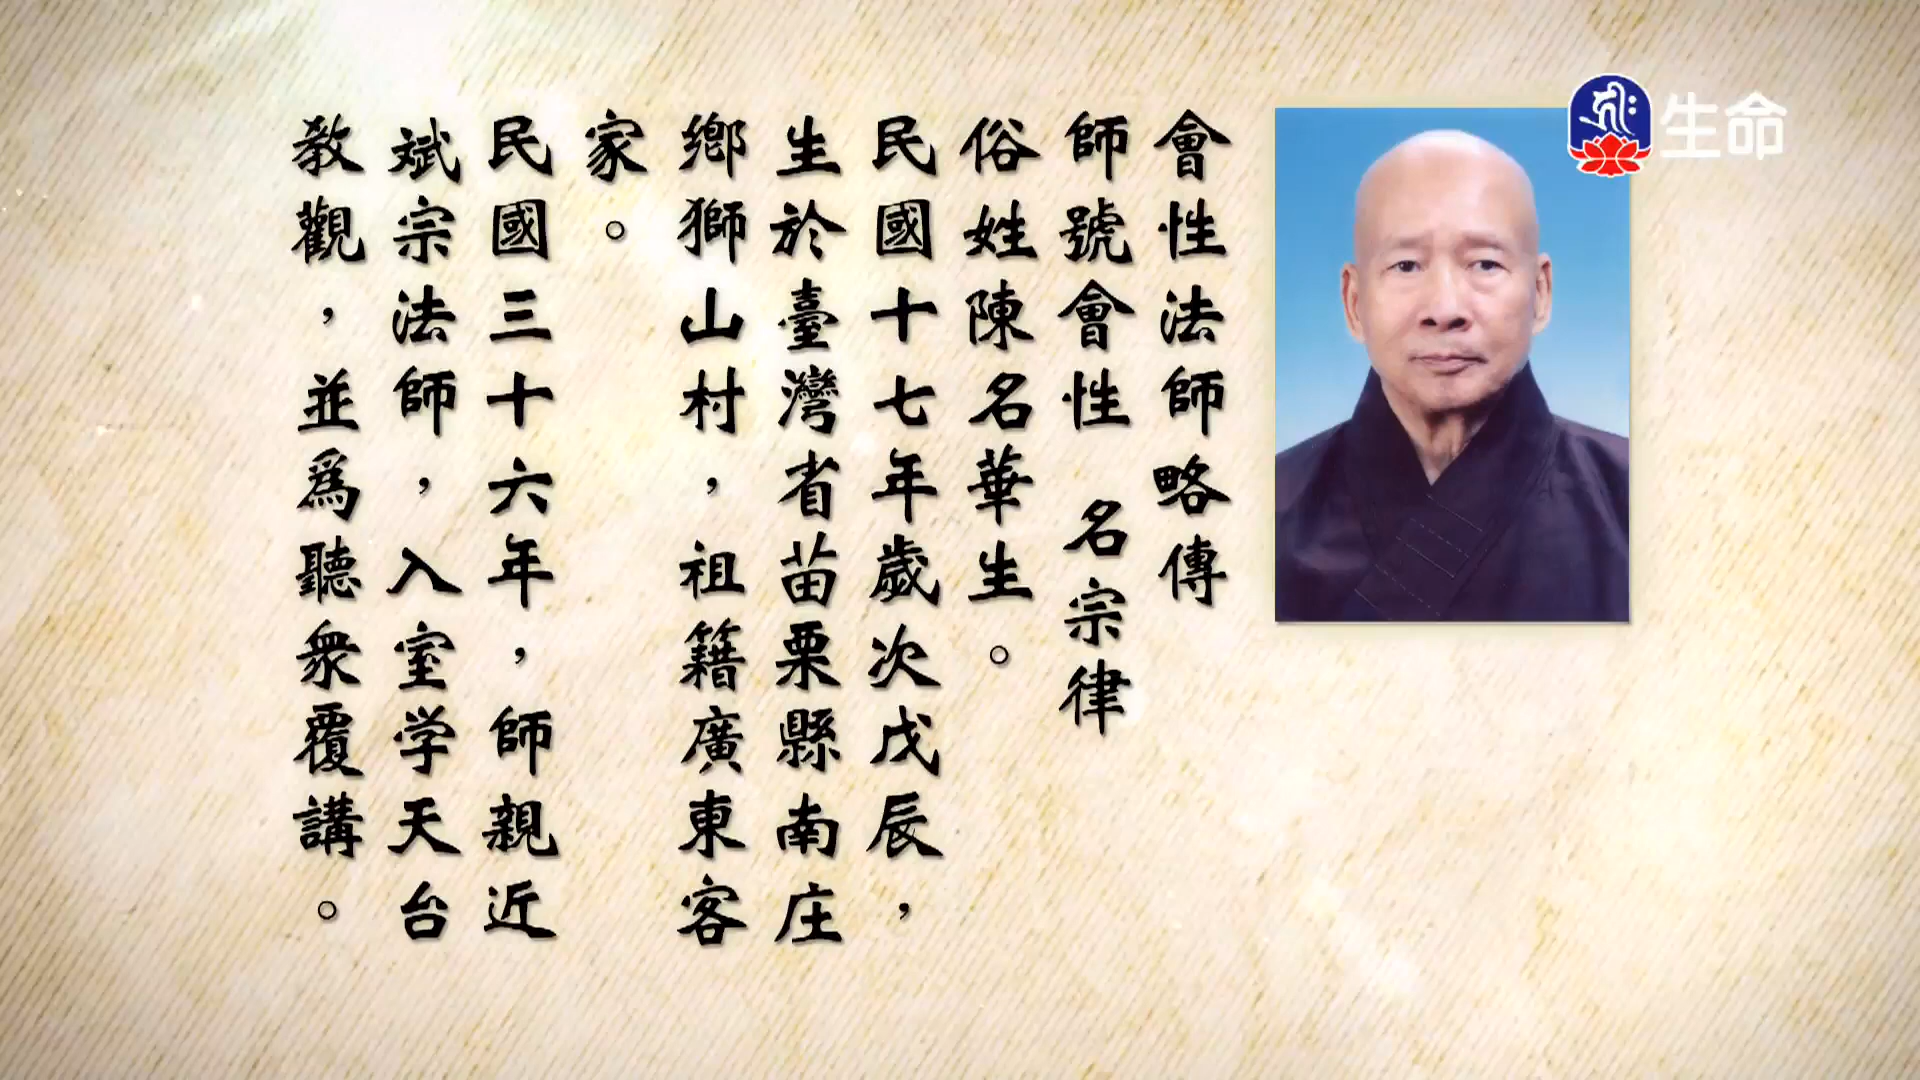 會性法師略傳
師號會性 名宗律
俗姓陳名華生。
民國十七年歲次戊辰，
生於臺灣省苗栗縣南庄
鄉獅山村，祖籍廣東客
家。
民國三十六年，師親近
斌宗法師，入室学天台
教觀，並爲聽衆覆講。
生命